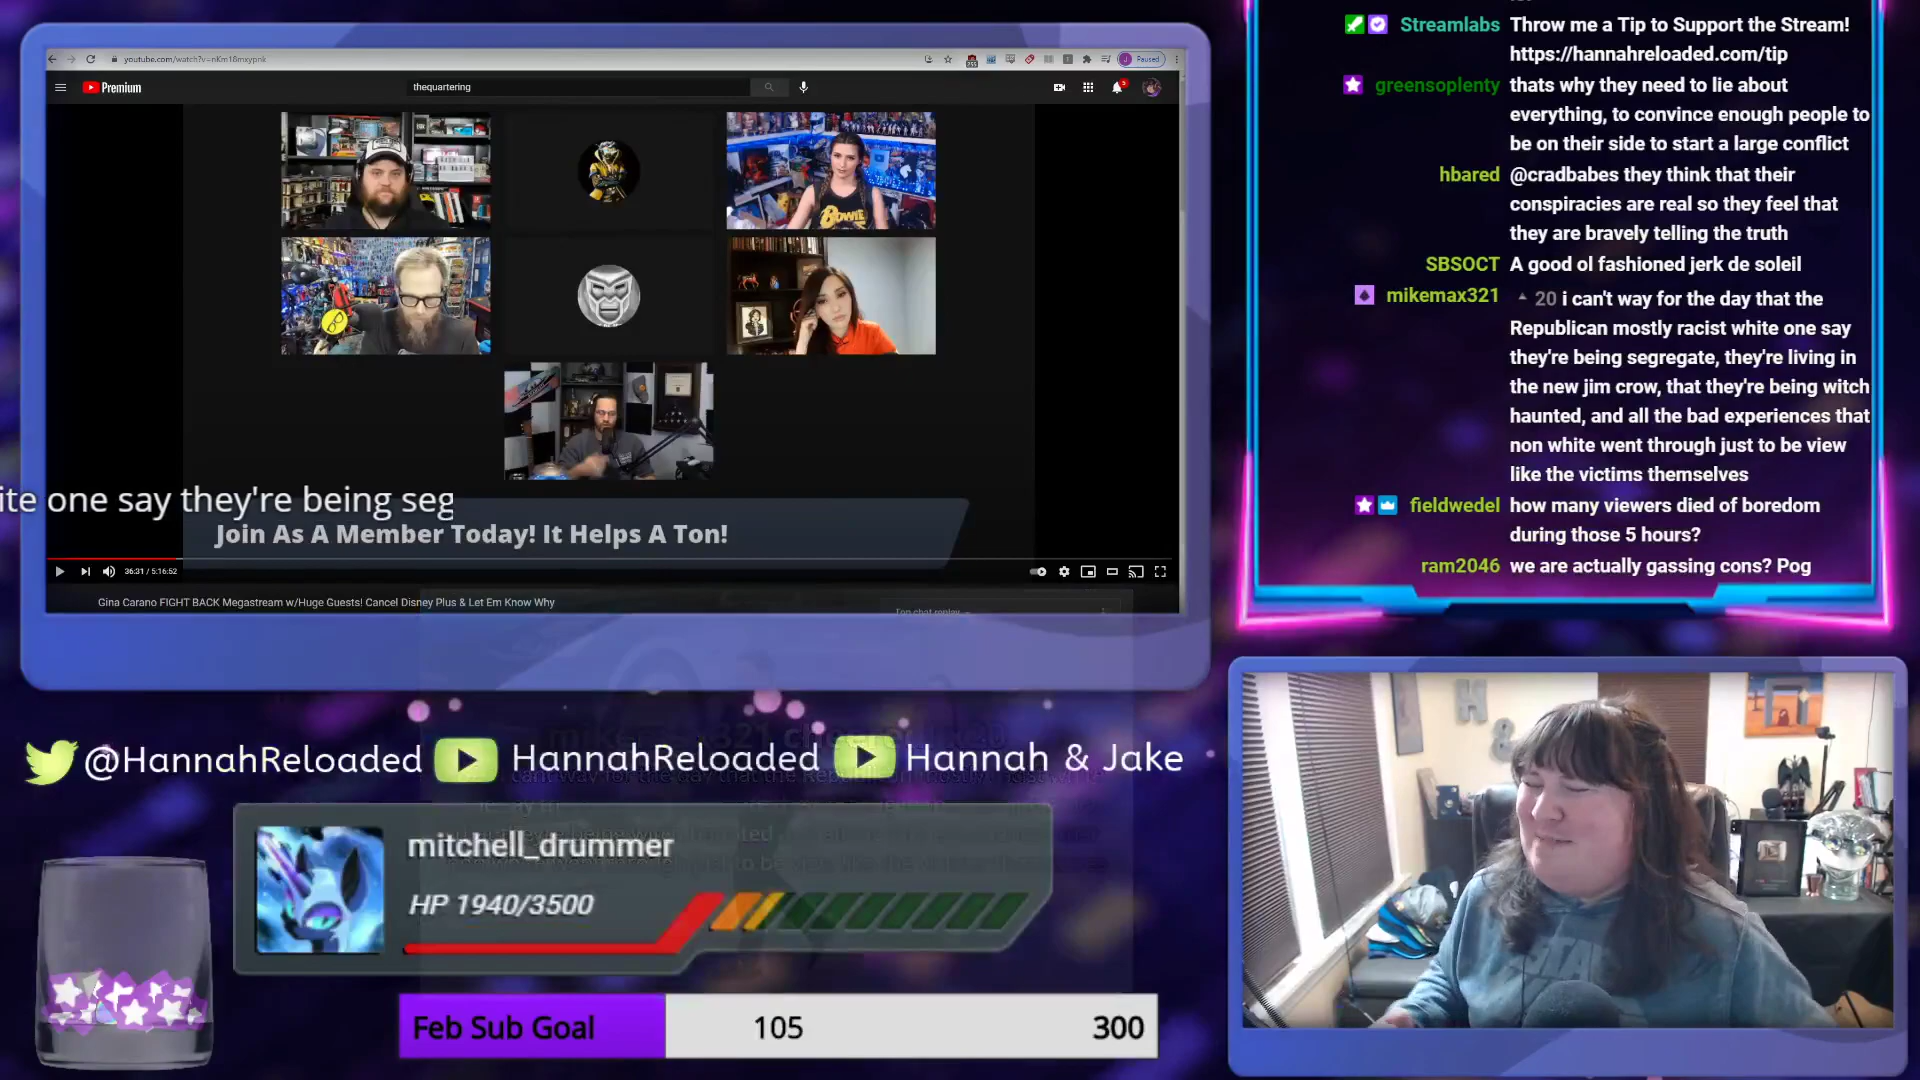 youtube.com/watch?v=nKm18mxypnk
Paused
Premium
thequartering
BOWIE
ite one say they're being seg
Join As A Member Today! It Helps A Ton!
36:31 / 5:16:52
Gina Carano FIGHT BACK Megastream w/Huge Guests! Cancel Disney Plus & Let Em Know Why
Top chat replay
Streamlabs Throw me a Tip to Support the Stream!
https://hannahreloaded.com/tip
greensoplenty thats why they need to lie about
everything, to convince enough people to
be on their side to start a large conflict
hbared @cradbabes they think that their
conspiracies are real so they feel that
they are bravely telling the truth
SBSOCT A good ol fashioned jerk de soleil
mikemax321 20 i can't way for the day that the
Republican mostly racist white one say
they're being segregate, they're living in
the new jim crow, that they're being witch
haunted, and all the bad experiences that
non white went through just to be view
like the victims themselves
fieldwedel how many viewers died of boredom
during those 5 hours?
ram2046 we are actually gassing cons? Pog
@HannahReloaded HannahReloaded Hannah & Jake
mitchell_drummer
HP 1940/3500
Feb Sub Goal 105 300
H
&